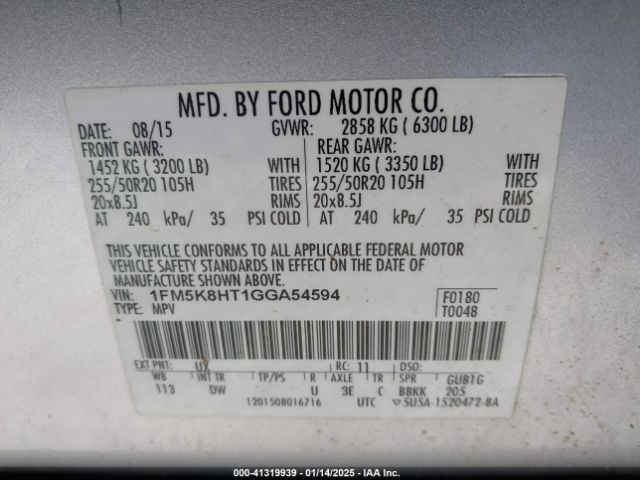 MFD. BY FORD MOTOR CO.
DATE: 08/15 GVWR: 2858 KG ( 6300 LB)
FRONT GAWR: REAR GAWR:
1452 KG ( 3200 LB) WITH 1520 KG ( 3350 LB) WITH
255/50R20 105H TIRES 255/50R20 105H TIRES
20x8.5J RIMS 20x8.5J RIMS
AT 240 kPa/ 35 PSI COLD AT 240 kPa/ 35 PSI COLD
THIS VEHICLE CONFORMS TO ALL APPLICABLE FEDERAL MOTOR
VEHICLE SAFETY STANDARDS IN EFFECT ON THE DATE OF
MANUFACTURE SHOWN ABOVE.
VIN: 1FM5K8HT1GGA54594 F0180
TYPE: MPV T0048
EXT PNT: UX RC: 11 DSO:
WB INT TR TP/PS R AXLE TR SPR GUB1G
113 DW U 3E C BBKK 205
1201508016716 UTC 5U5A-1520472-BA
000-41319939 - 01/14/2025 - IAA Inc.